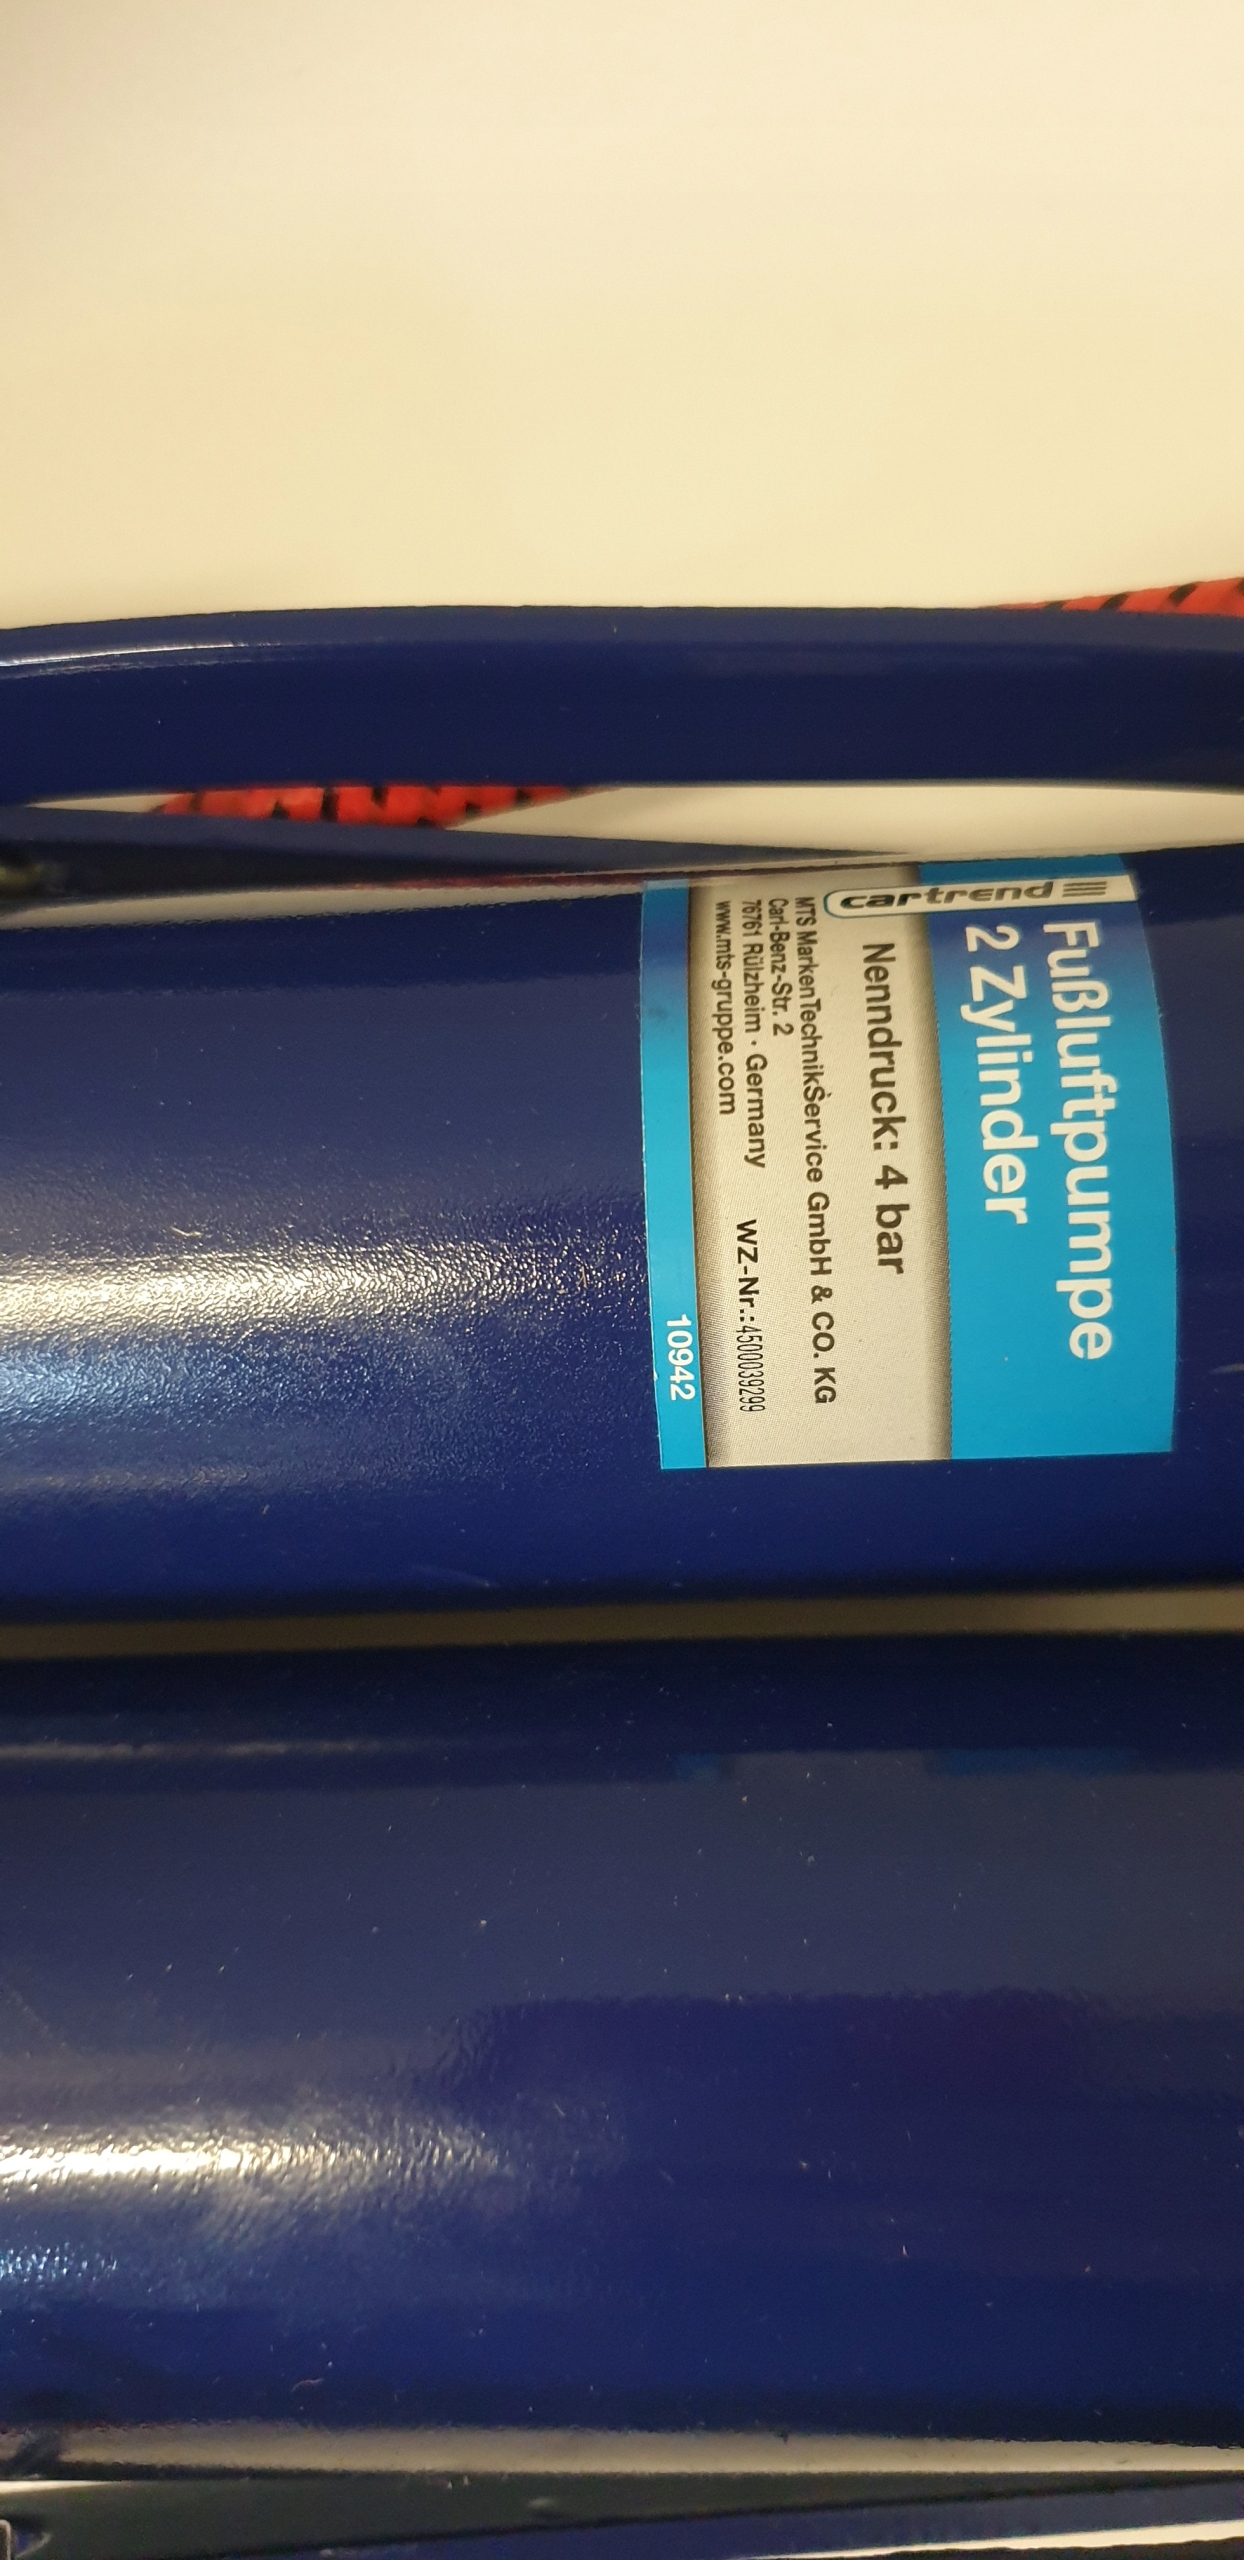 cartrend
Fußluftpumpe
2 Zylinder
Nenndruck: 4 bar
MTS MarkenTechnikService GmbH & CO. KG
Carl-Benz-Str. 2
76761 Rülzheim · Germany WZ-Nr.: 4500039299
www.mts-gruppe.com
10942